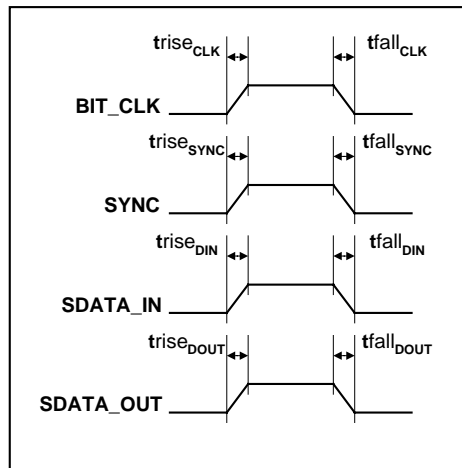 triseCLK tfallCLK
BIT_CLK
triseSYNC tfallSYNC
SYNC
triseDIN tfallDIN
SDATA_IN
triseDOUT tfallDOUT
SDATA_OUT